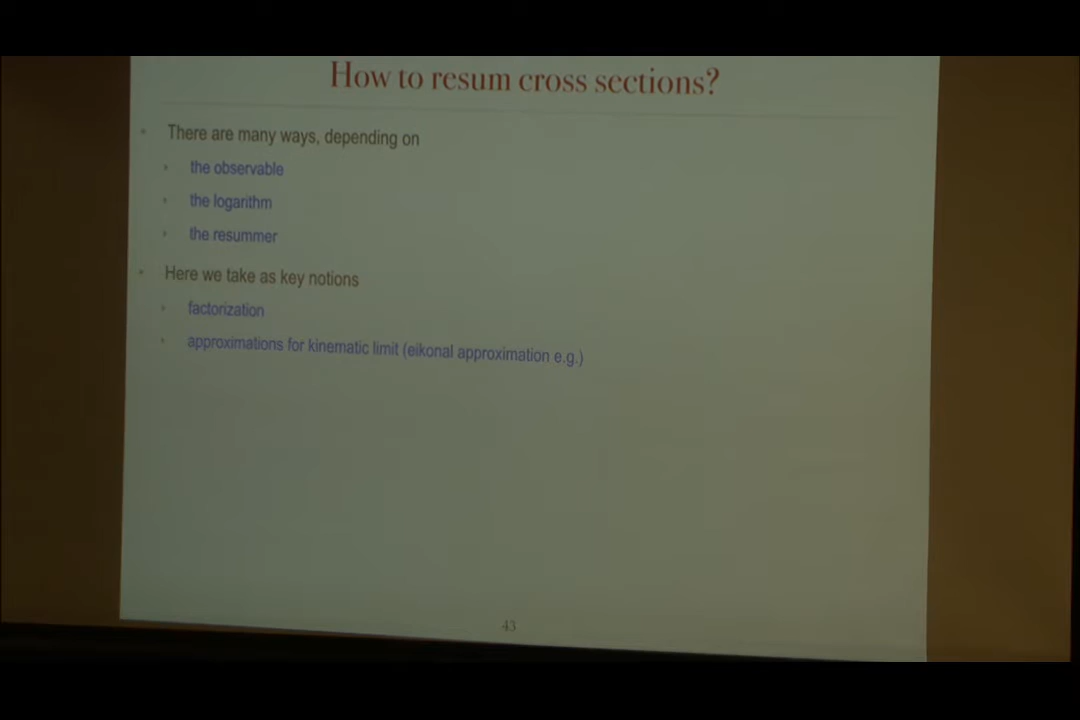 How to resum cross sections?
There are many ways, depending on
the observable
the logarithm
the resummer
Here we take as key notions
factorization
approximations for kinematic limit (eikonal approximation e.g.)
43